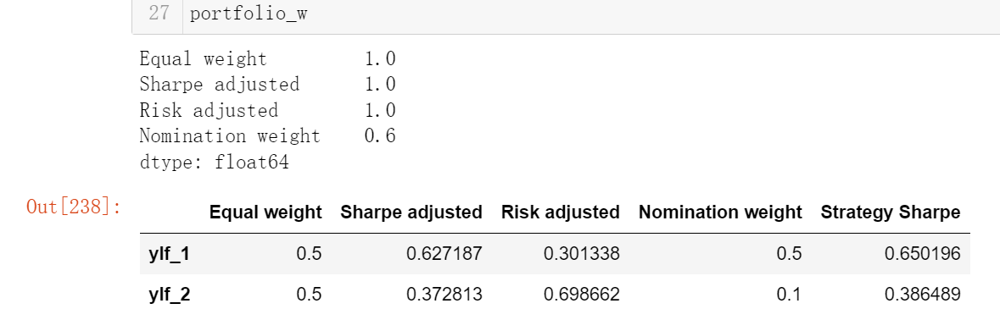 27 portfolio_w
Equal weight 1.0
Sharpe adjusted 1.0
Risk adjusted 1.0
Nomination weight 0.6
dtype: float64
Out[238]:
Equal weight Sharpe adjusted Risk adjusted Nomination weight Strategy Sharpe
ylf_1 0.5 0.627187 0.301338 0.5 0.650196
ylf_2 0.5 0.372813 0.698662 0.1 0.386489